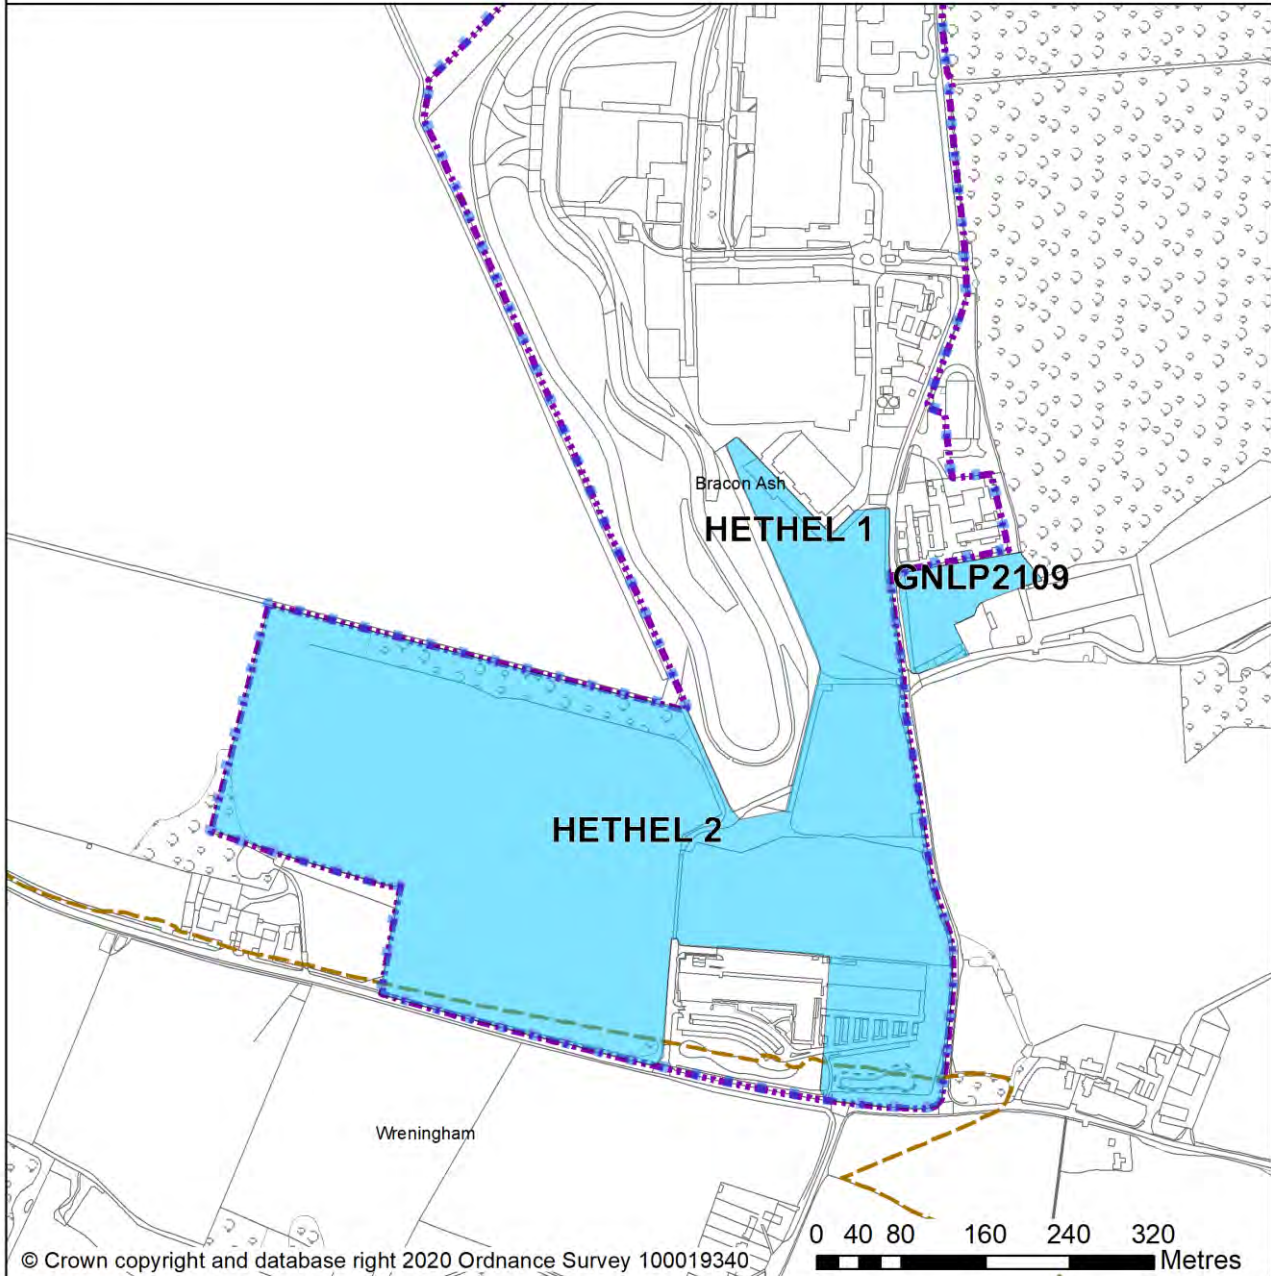 Bracon Ash
HETHEL 1
GNLP2109
HETHEL 2
Wreningham
0 40 80 160 240 320
Metres
© Crown copyright and database right 2020 Ordnance Survey 100019340